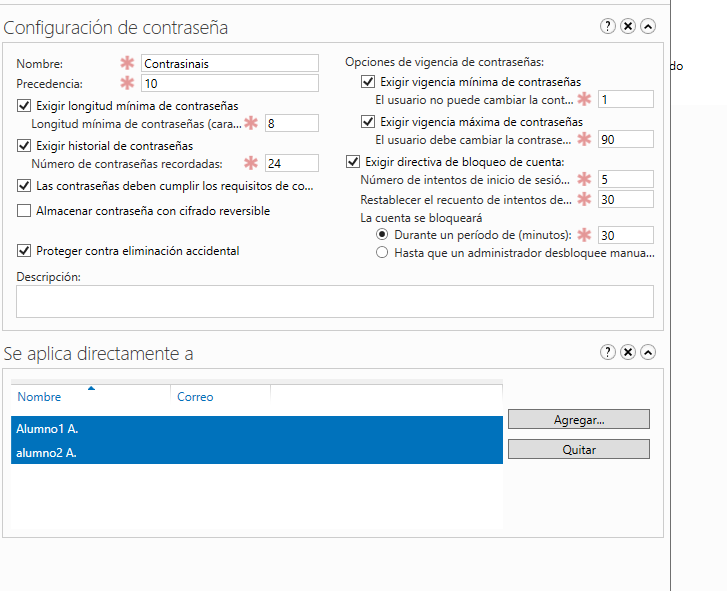 Configuración de contraseña
Nombre: Contrasinais
Precedencia: 10
Exigir longitud mínima de contraseñas
Longitud mínima de contraseñas (cara... 8
Exigir historial de contraseñas
Número de contraseñas recordadas: 24
Las contraseñas deben cumplir los requisitos de co...
Almacenar contraseña con cifrado reversible
Proteger contra eliminación accidental
Opciones de vigencia de contraseñas:
Exigir vigencia mínima de contraseñas
El usuario no puede cambiar la cont... 1
Exigir vigencia máxima de contraseñas
El usuario debe cambiar la contrase... 90
Exigir directiva de bloqueo de cuenta:
Número de intentos de inicio de sesió... 5
Restablecer el recuento de intentos de... 30
La cuenta se bloqueará
Durante un período de (minutos): 30
Hasta que un administrador desbloquee manua...
Descripción:
do
Se aplica directamente a
Nombre Correo
Alumno1 A.
alumno2 A.
Agregar...
Quitar